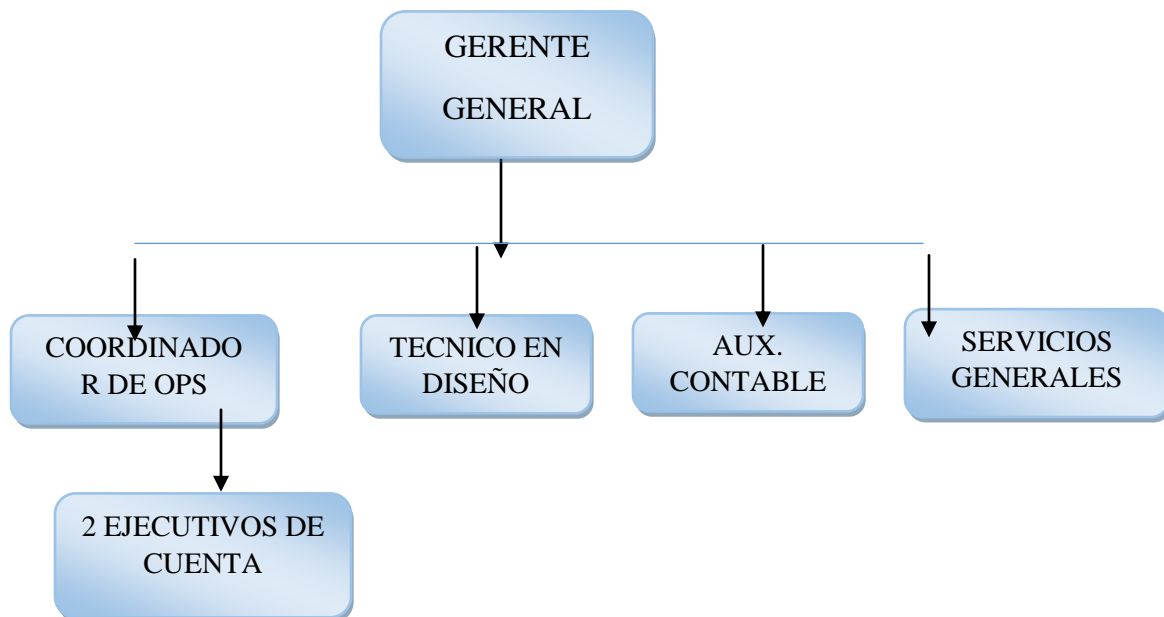 GERENTE
GENERAL
COORDINADO
R DE OPS
TECNICO EN
DISEÑO
AUX.
CONTABLE
SERVICIOS
GENERALES
2 EJECUTIVOS DE
CUENTA